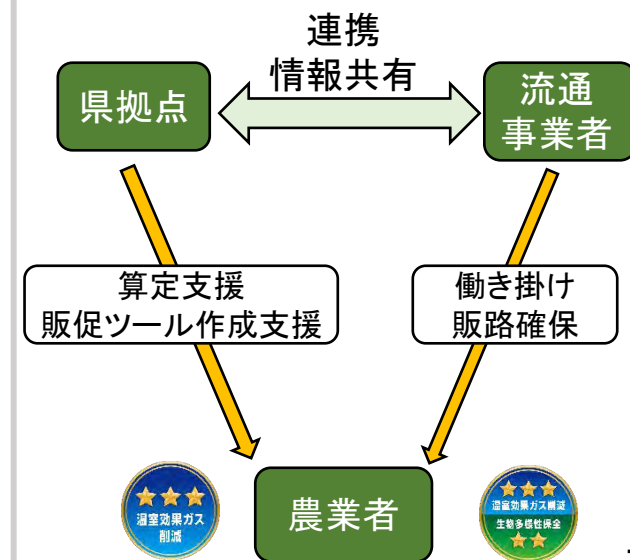 連携
情報共有
県拠点
流通
事業者
算定支援
販促ツール作成支援
働き掛け
販路確保
農業者
温室効果ガス
削減
温室効果ガス削減
生物多様性保全